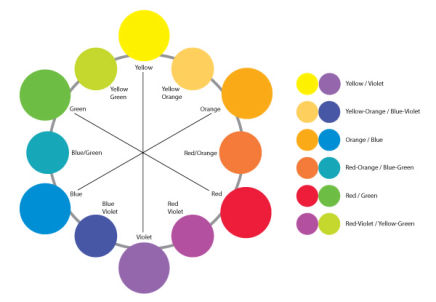 Yellow
Yellow
Green
Yellow
Orange
Green
Orange
Blue/Green
Red/Orange
Blue
Red
Blue
Violet
Red
Violet
Violet
Yellow / Violet
Yellow-Orange / Blue-Violet
Orange / Blue
Red-Orange / Blue-Green
Red / Green
Red-Violet / Yellow-Green